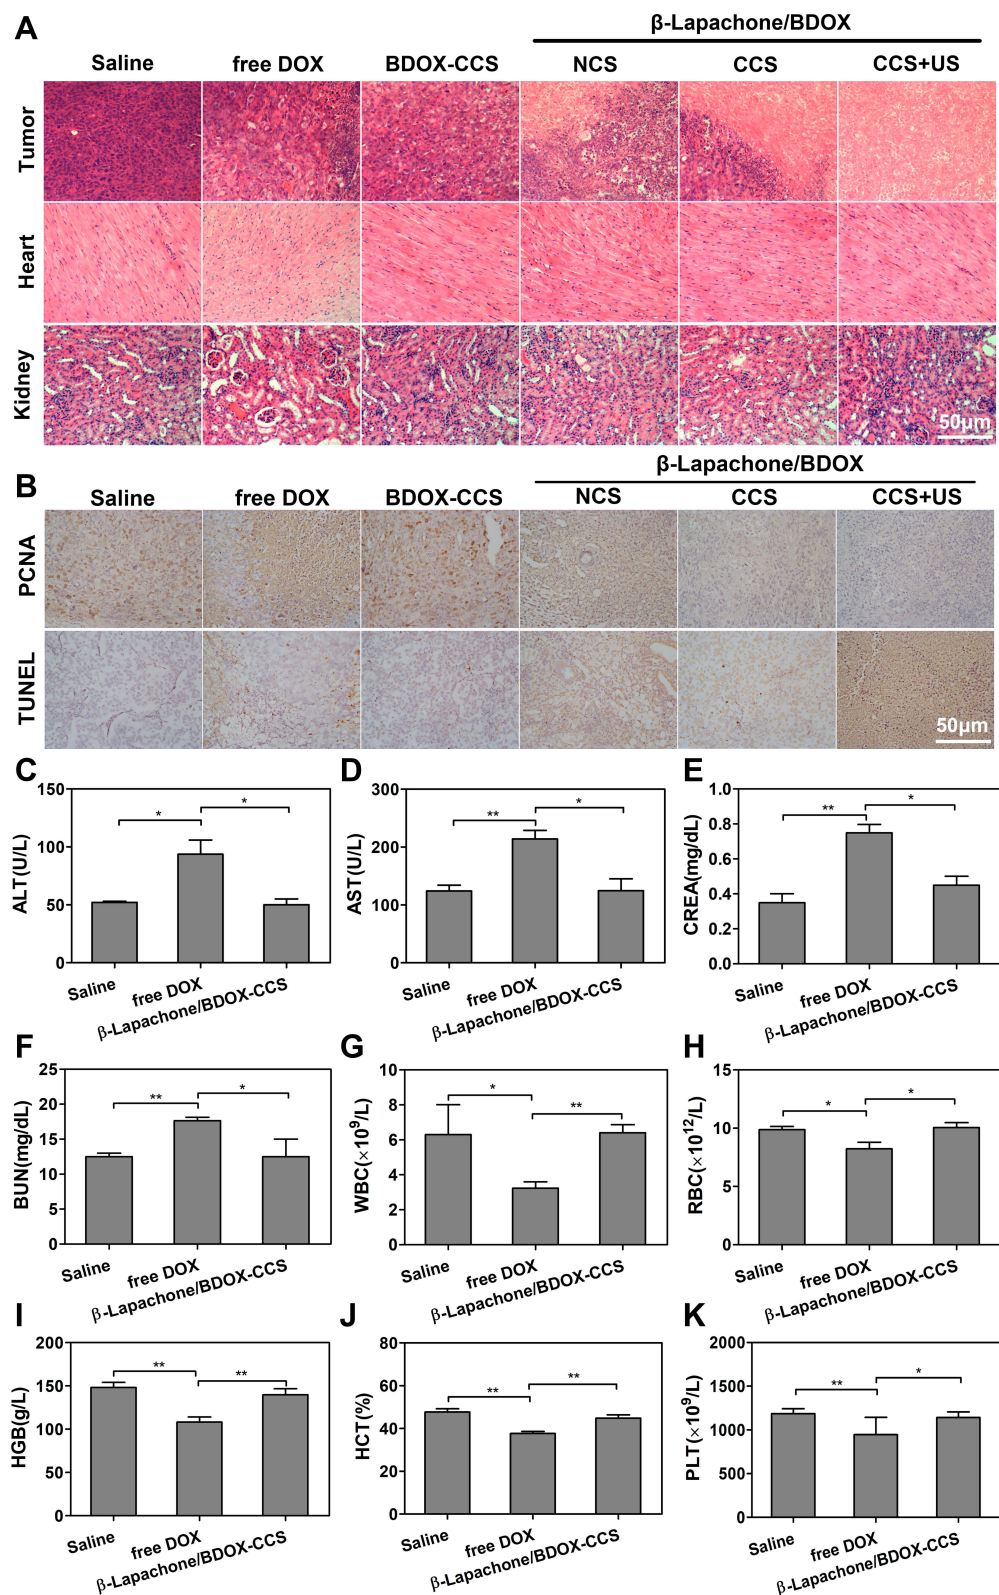 A
β-Lapachone/BDOX
Saline free DOX BDOX-CCS NCS CCS CCS+US
Tumor
Heart
Kidney
50μm
B
β-Lapachone/BDOX
Saline free DOX BDOX-CCS NCS CCS CCS+US
PCNA
TUNEL
50μm
C
ALT(U/L)
150
100
50
0
* *
Saline free DOX β-Lapachone/BDOX-CCS
D
AST(U/L)
300
200
100
0
** *
Saline free DOX β-Lapachone/BDOX-CCS
E
CREA(mg/dL)
1.0
0.8
0.6
0.4
0.2
0.0
** *
Saline free DOX β-Lapachone/BDOX-CCS
F
BUN(mg/dL)
25
20
15
10
5
0
** *
Saline free DOX β-Lapachone/BDOX-CCS
G
WBC(×10⁹/L)
10
8
6
4
2
0
* **
Saline free DOX β-Lapachone/BDOX-CCS
H
RBC(×10¹²/L)
15
10
5
0
* *
Saline free DOX β-Lapachone/BDOX-CCS
I
HGB(g/L)
200
150
100
50
0
** **
Saline free DOX β-Lapachone/BDOX-CCS
J
HCT(%)
80
60
40
20
0
** **
Saline free DOX β-Lapachone/BDOX-CCS
K
PLT(×10⁹/L)
2000
1500
1000
500
0
** *
Saline free DOX β-Lapachone/BDOX-CCS